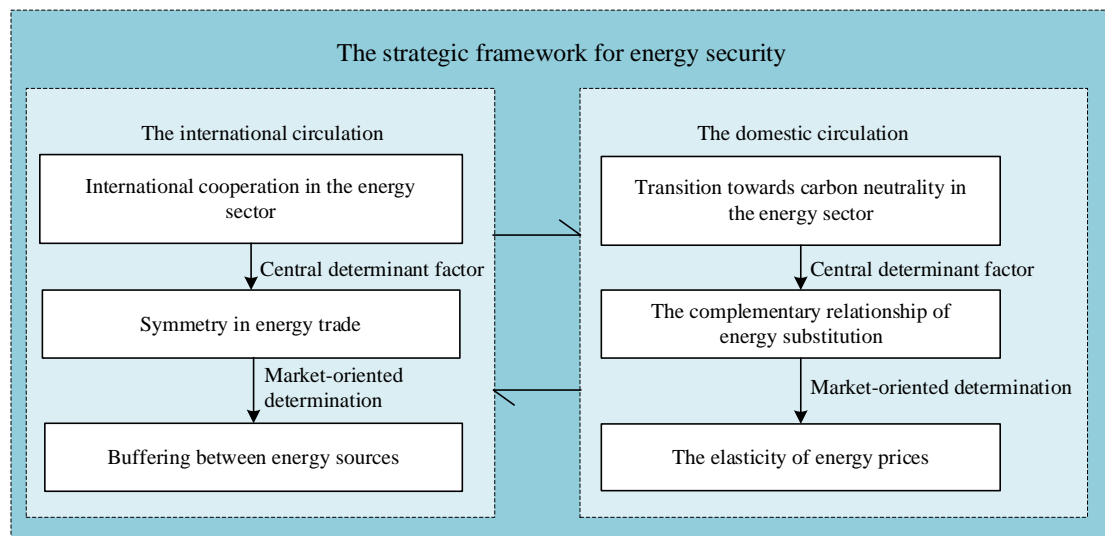 The strategic framework for energy security
The international circulation
International cooperation in the energy
sector
Central determinant factor
Symmetry in energy trade
Market-oriented
determination
Buffering between energy sources
The domestic circulation
Transition towards carbon neutrality in
the energy sector
Central determinant factor
The complementary relationship of
energy substitution
Market-oriented determination
The elasticity of energy prices